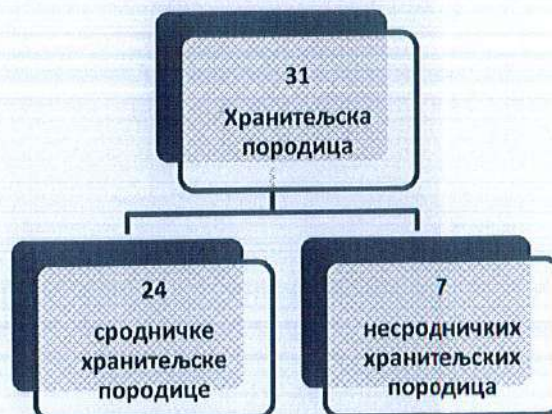 31
Хранитељска
породица
24
сродничке
хранитељске
породице
7
несродничких
хранитељских
породица